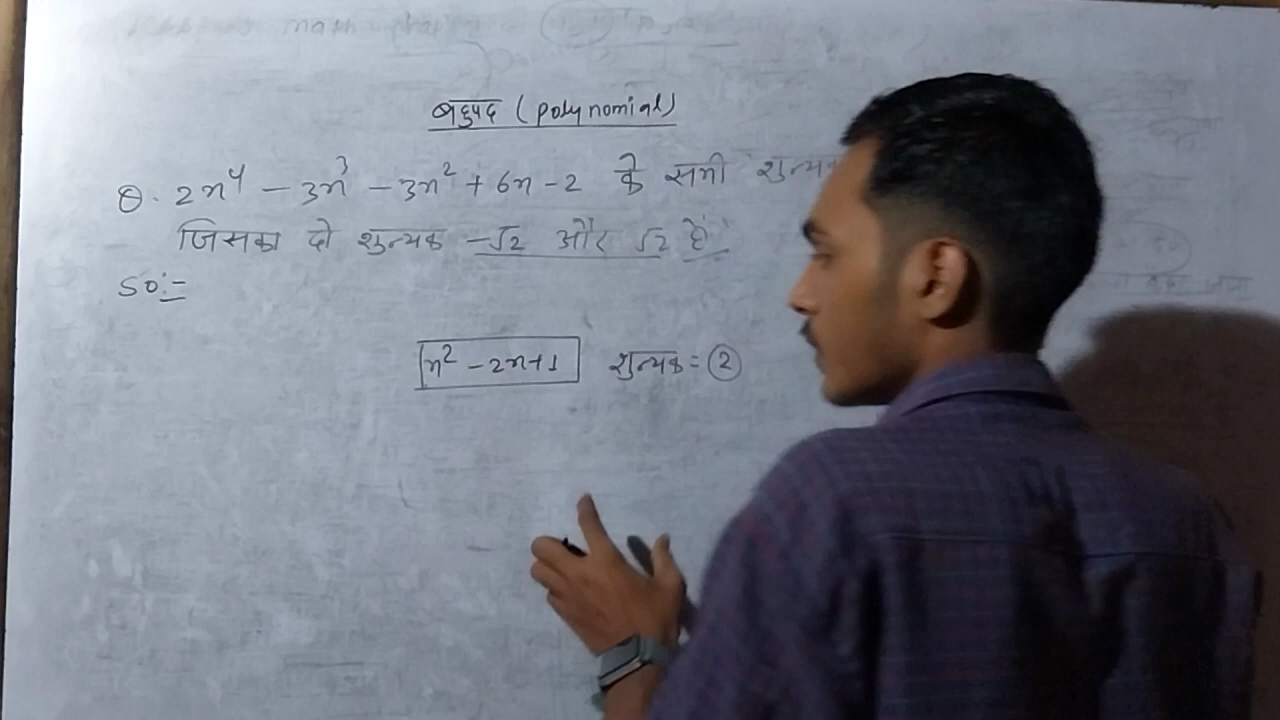 बहुपद (polynomial)
Q. 2x⁴ - 3x³ - 3x² + 6x - 2 के सभी शुन्यक
जिसका दो शुन्यक -√2 और √2 है।
So:-
x² - 2x+1 शुन्यक = 2